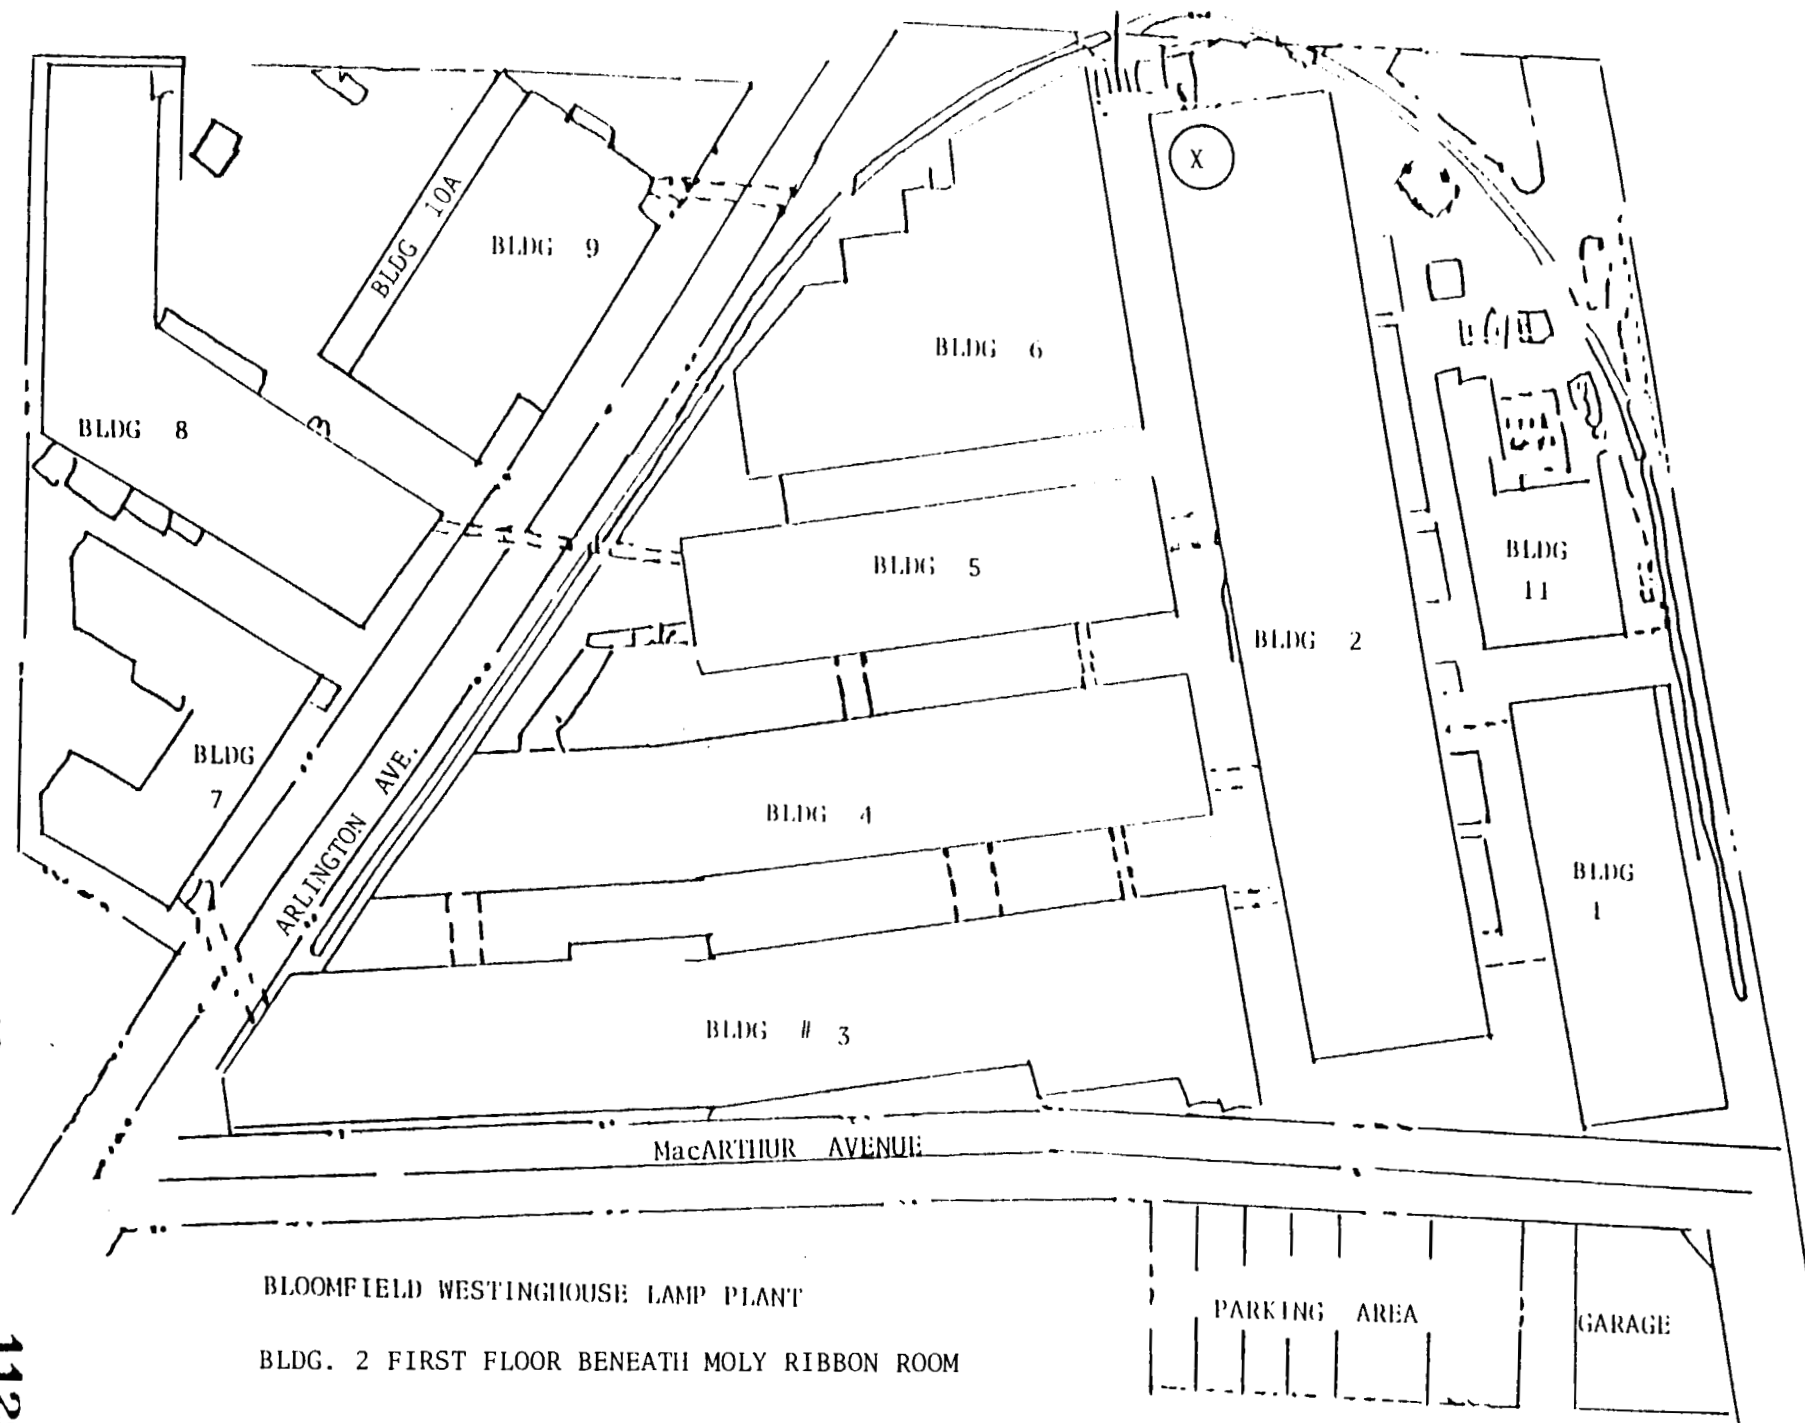 X
BLDG 10A
BLDG 9
BLDG 6
BLDG 8
BLDG 5
BLDG
11
BLDG 2
BLDG
7
ARLINGTON AVE.
BLDG 4
BLDG
1
BLDG # 3
MacARTHUR AVENUE
BLOOMFIELD WESTINGHOUSE LAMP PLANT
PARKING AREA
GARAGE
BLDG. 2 FIRST FLOOR BENEATH MOLY RIBBON ROOM
112